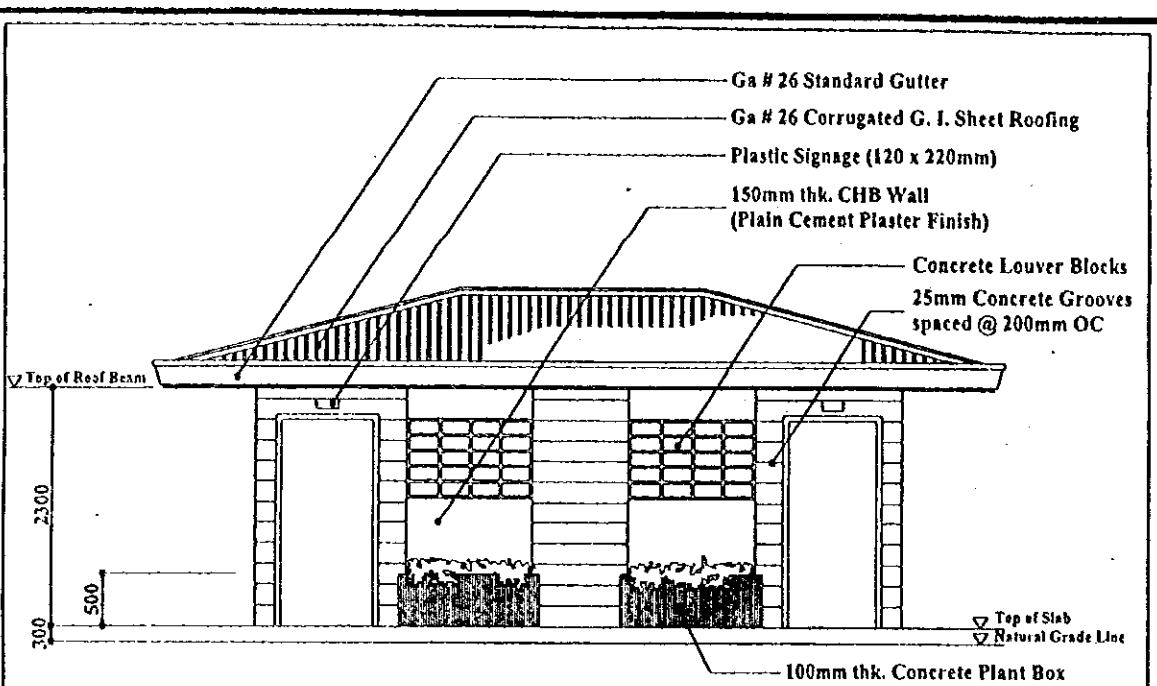 Ga # 26 Standard Gutter
Ga # 26 Corrugated G. I. Sheet Roofing
Plastic Signage (120 x 220mm)
150mm thk. CHB Wall
(Plain Cement Plaster Finish)
Concrete Louver Blocks
25mm Concrete Grooves
spaced @ 200mm OC
Top of Roof Beam
2300
500
300
Top of Slab
Natural Grade Line
100mm thk. Concrete Plant Box